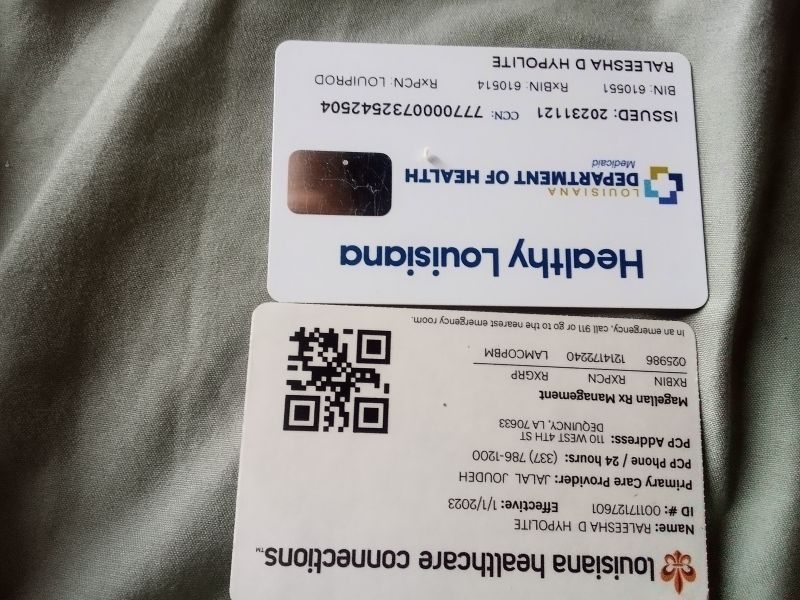 louisiana healthcare connections.™
Name: RALEESHA D HYPOLITE
ID #: 0011712760​1 Effective: 1/1/2023
Primary Care Provider: JALAL JOUDEH
PCP Phone / 24 hours: (337) 786-1200
PCP Address: 110 WEST 4TH ST
DEQUINCY, LA 70633
Magellan Rx Management
RXBIN RXPCN RXGRP
025986 1214172240 LAMCOPBM
In an emergency, call 911 or to go to the nearest emergency room.
Healthy Louisiana
LOUISIANA
DEPARTMENT OF HEALTH
Medicaid
ISSUED: 20231121 CCN: 7770000732542504
BIN: 610551 RxBIN: 610514 RxPCN: LOUIPROD
RALEESHA D HYPOLITE